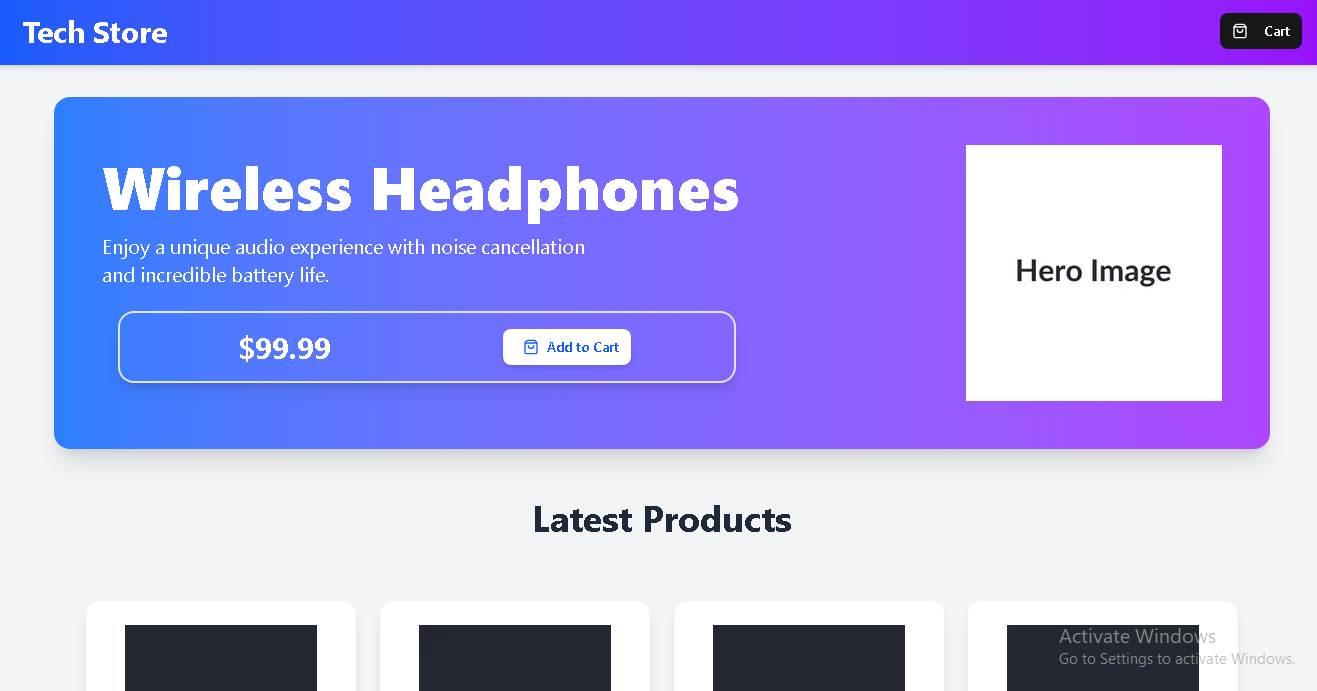 Tech Store
Cart
Wireless Headphones
Enjoy a unique audio experience with noise cancellation
and incredible battery life.
$99.99
Add to Cart
Hero Image
Latest Products
Activate Windows
Go to Settings to activate Windows.